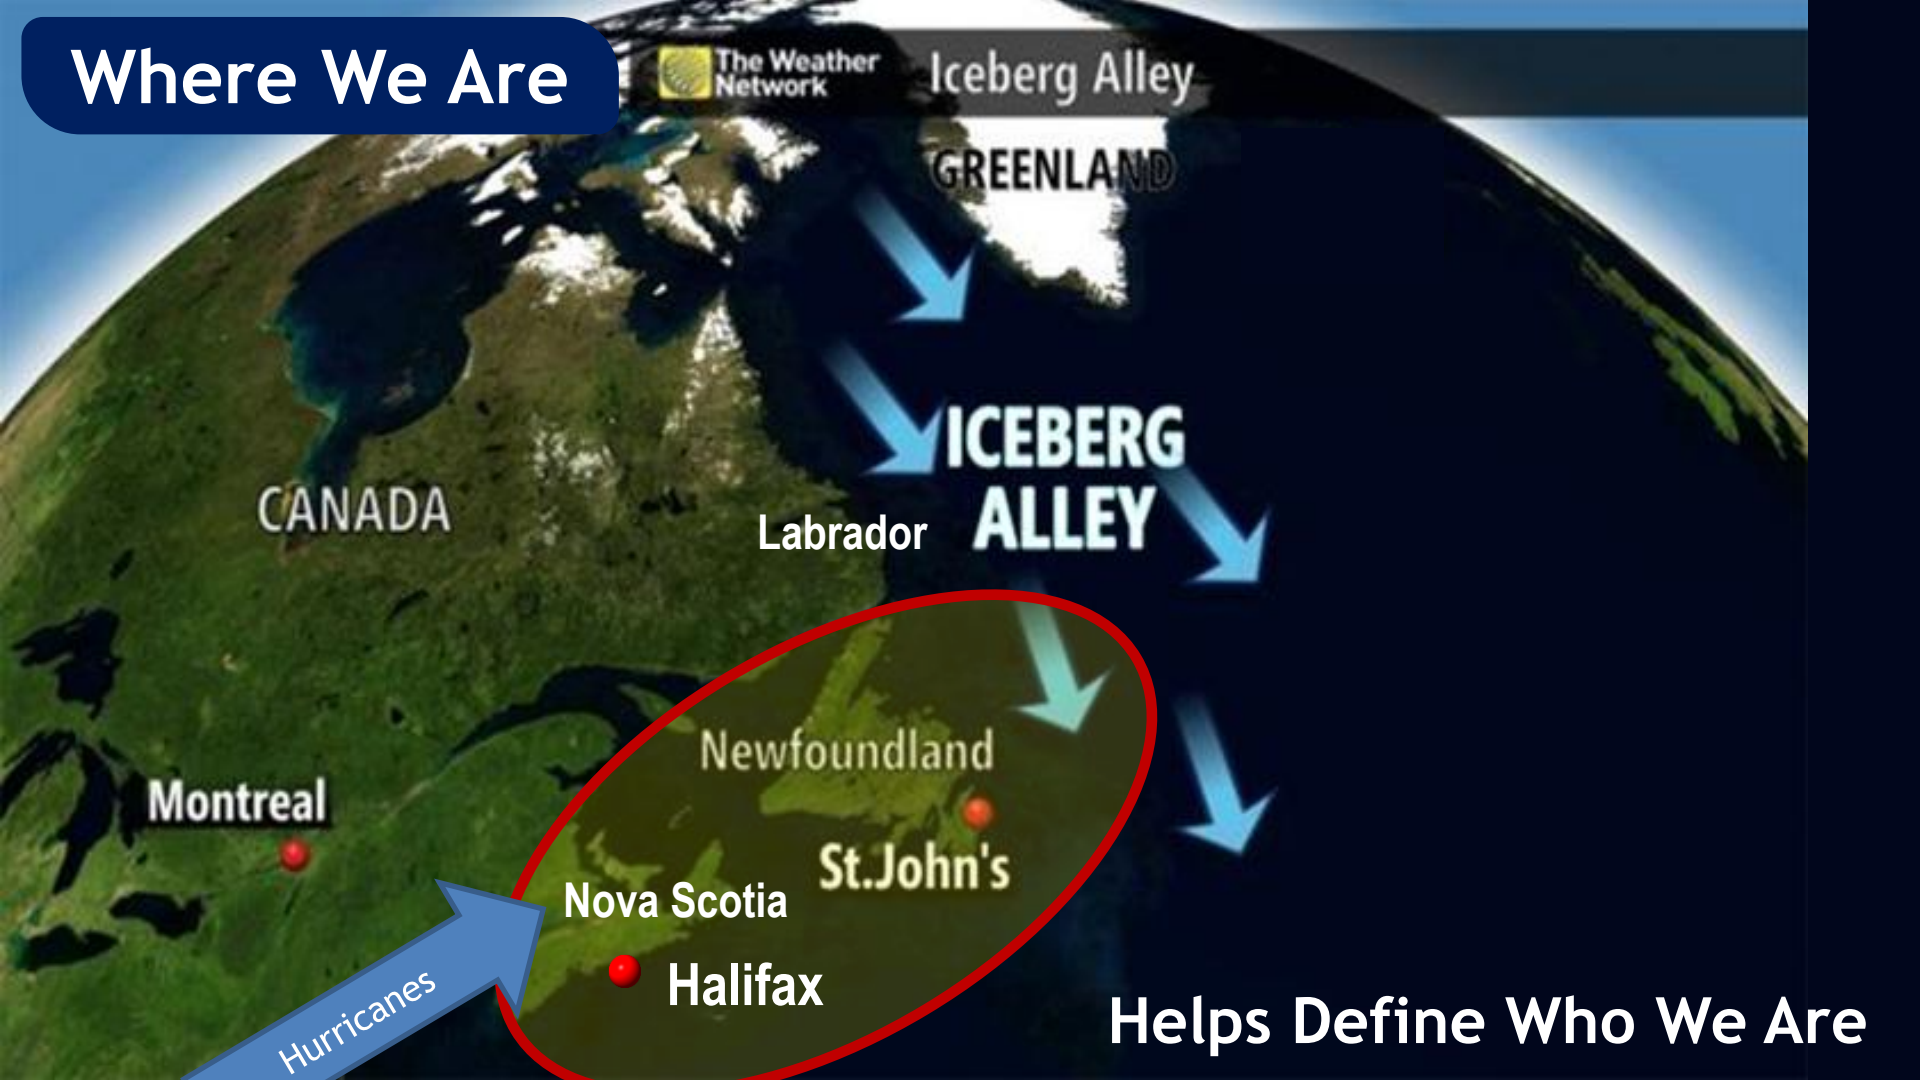 Where We Are
The Weather
Network
Iceberg Alley
GREENLAND
ICEBERG
ALLEY
CANADA
Labrador
Newfoundland
Montreal
St.John's
Nova Scotia
Halifax
Hurricanes
Helps Define Who We Are